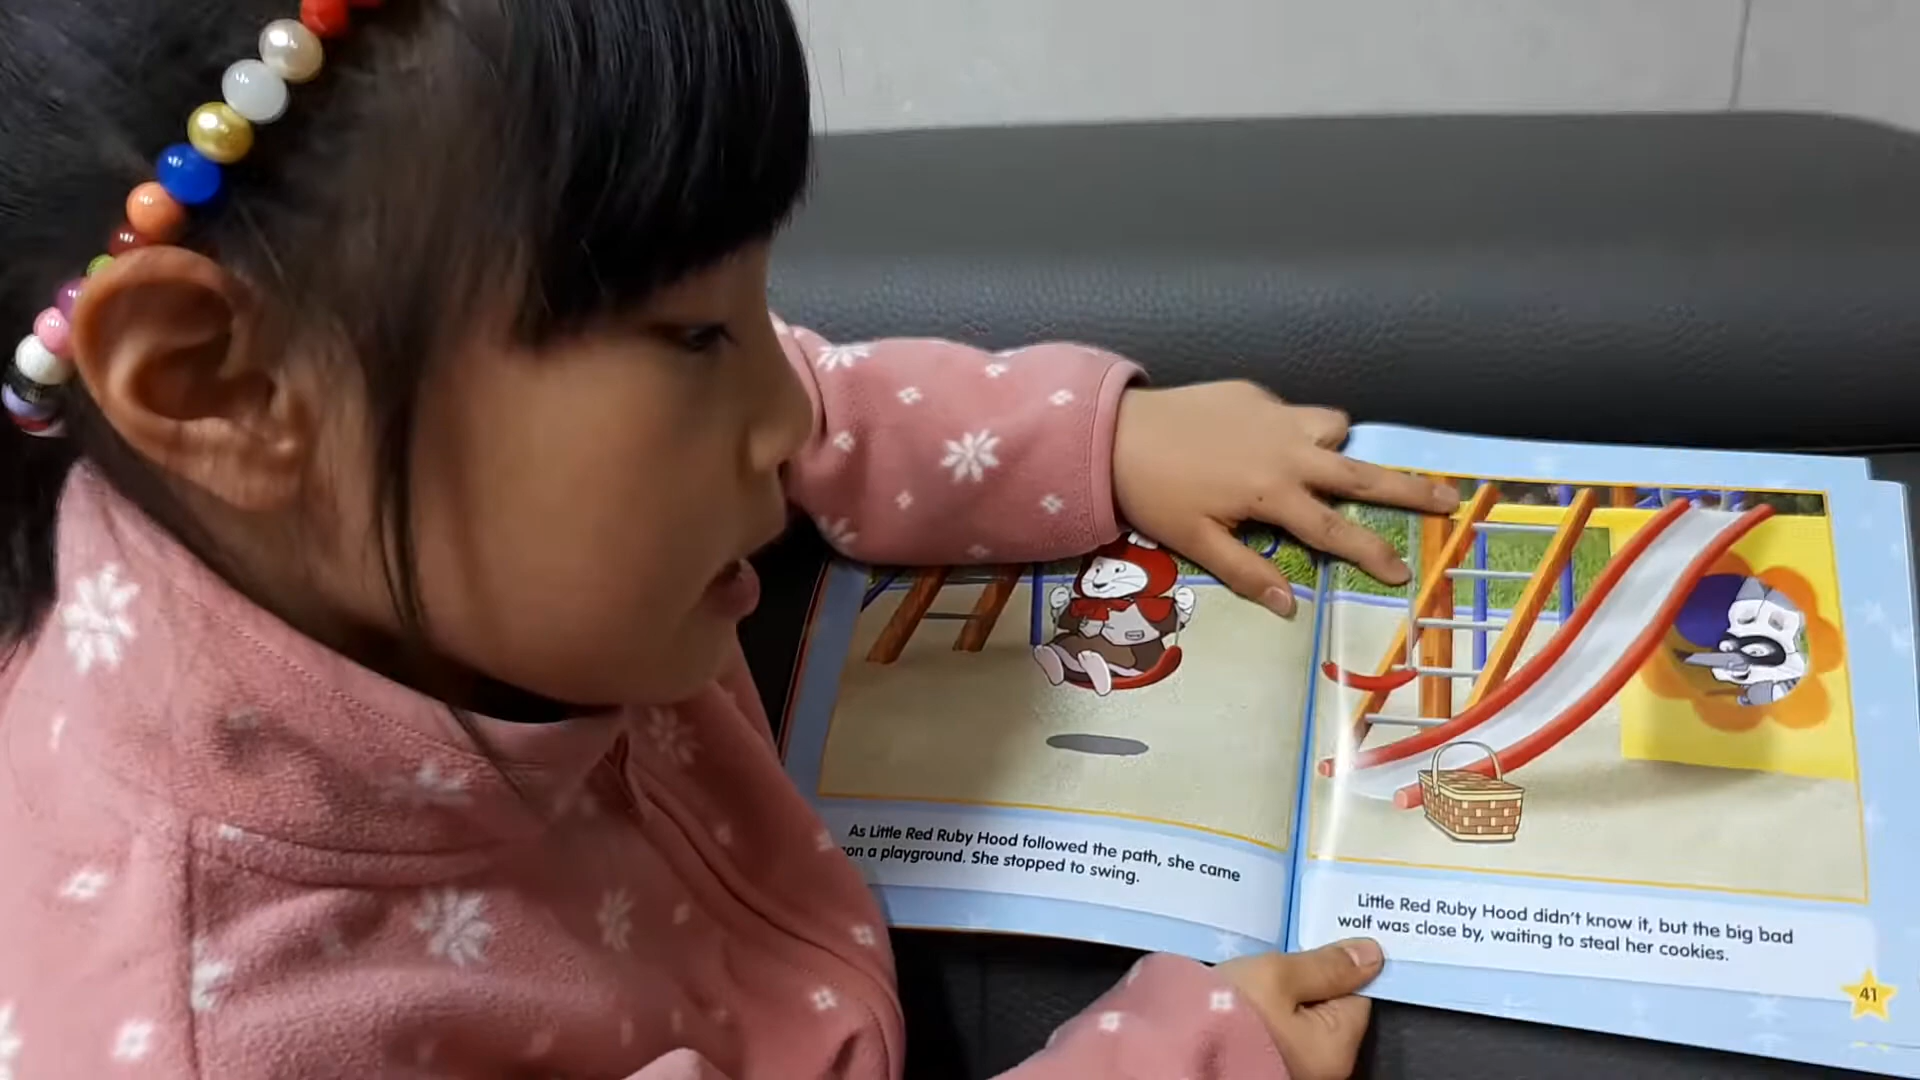 As Little Red Ruby Hood followed the path, she came
on a playground. She stopped to swing.
Little Red Ruby Hood didn't know it, but the big bad
wolf was close by, waiting to steal her cookies.
41